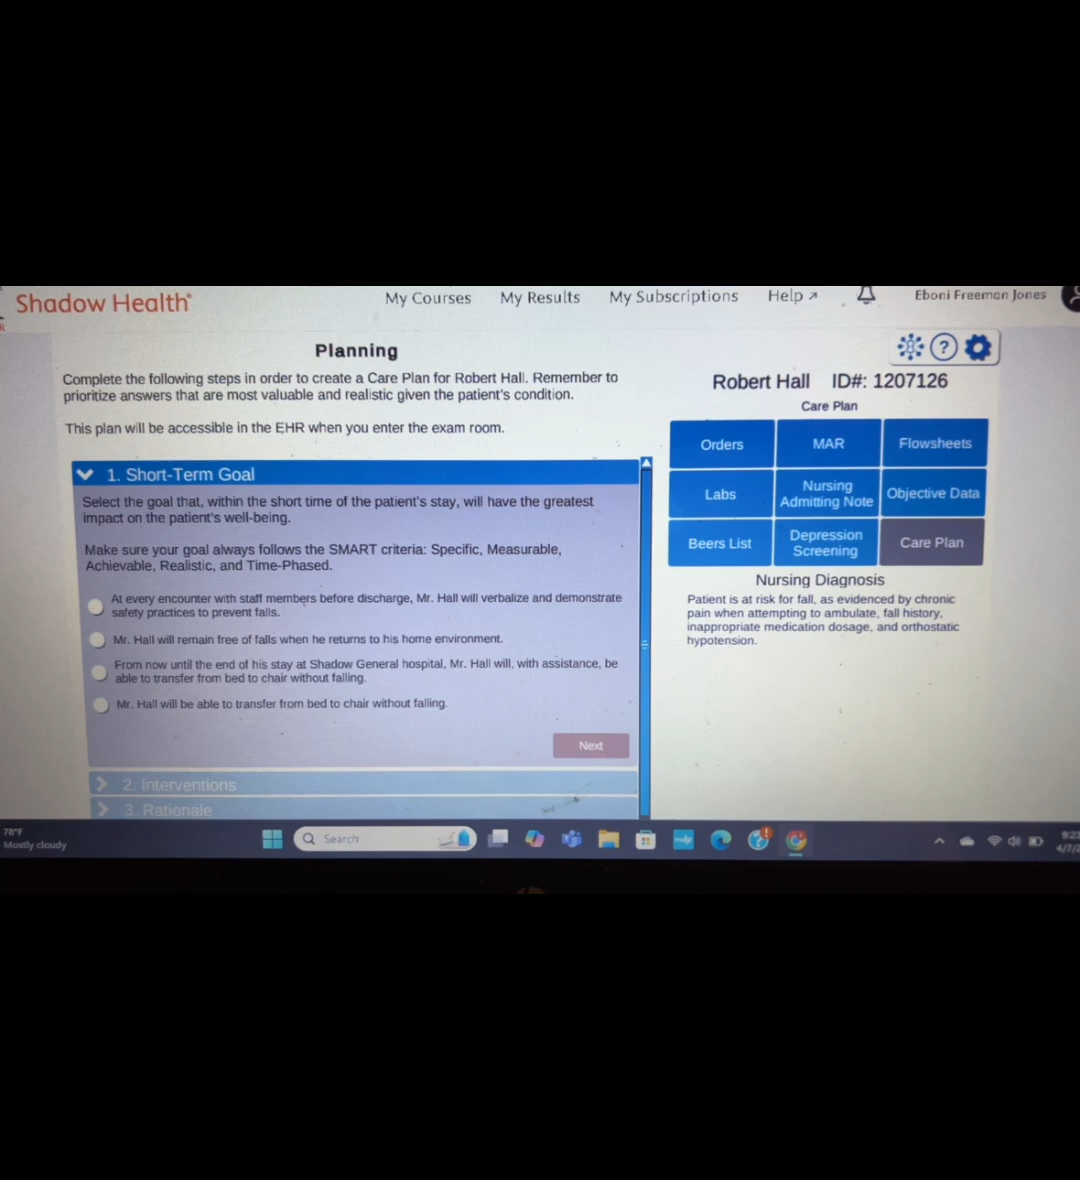 Shadow Health®
My Courses My Results My Subscriptions Help Eboni Freeman Jones
Planning
Complete the following steps in order to create a Care Plan for Robert Hall. Remember to
prioritize answers that are most valuable and realistic given the patient's condition.
This plan will be accessible in the EHR when you enter the exam room.
1. Short-Term Goal
Select the goal that, within the short time of the patient's stay, will have the greatest
impact on the patient's well-being.
Make sure your goal always follows the SMART criteria: Specific, Measurable,
Achievable, Realistic, and Time-Phased.
At every encounter with staff members before discharge, Mr. Hall will verbalize and demonstrate
safety practices to prevent falls.
Mr. Hall will remain free of falls when he returns to his home environment.
From now until the end of his stay at Shadow General hospital, Mr. Hall will, with assistance, be
able to transfer from bed to chair without falling.
Mr. Hall will be able to transfer from bed to chair without falling.
Next
2. Interventions
3. Rationale
Robert Hall ID#: 1207126
Care Plan
Orders MAR Flowsheets
Labs Nursing Admitting Note Objective Data
Beers List Depression Screening Care Plan
Nursing Diagnosis
Patient is at risk for fall, as evidenced by chronic
pain when attempting to ambulate, fall history,
inappropriate medication dosage, and orthostatic
hypotension.
78°F
Mostly cloudy
Search